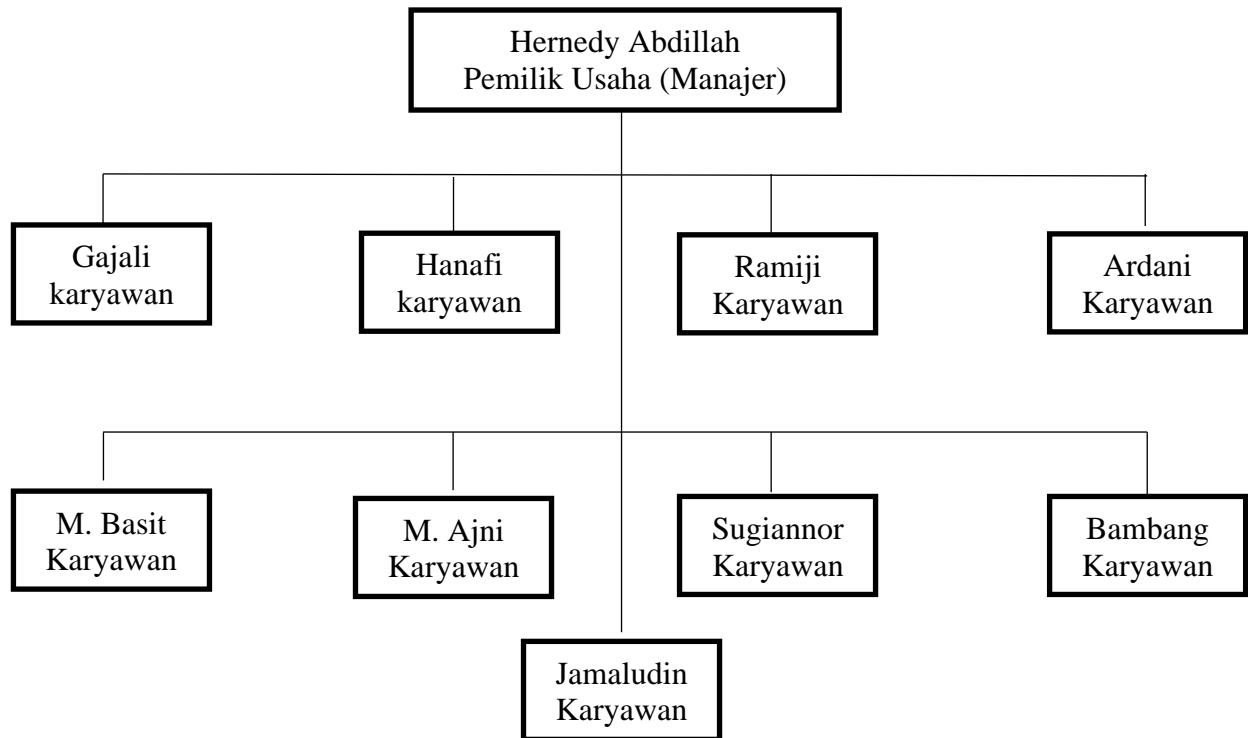 Hernedy Abdillah
Pemilik Usaha (Manajer)
Gajali
karyawan
Hanafi
karyawan
Ramiji
Karyawan
Ardani
Karyawan
M. Basit
Karyawan
M. Ajni
Karyawan
Sugiannor
Karyawan
Bambang
Karyawan
Jamaludin
Karyawan